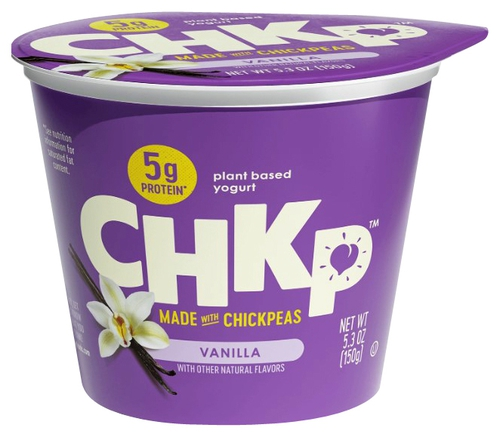 5g
PROTEIN
plant based
yogurt
CHKP™
MADE WITH CHICKPEAS
VANILLA
NET WT 5.3 OZ (150g)
*See nutrition
information for
saturated fat
content.
5g
PROTEIN*
plant based
yogurt
CHKP™
MADE WITH CHICKPEAS
VANILLA
WITH OTHER NATURAL FLAVORS
NET WT
5.3 OZ
(150g)